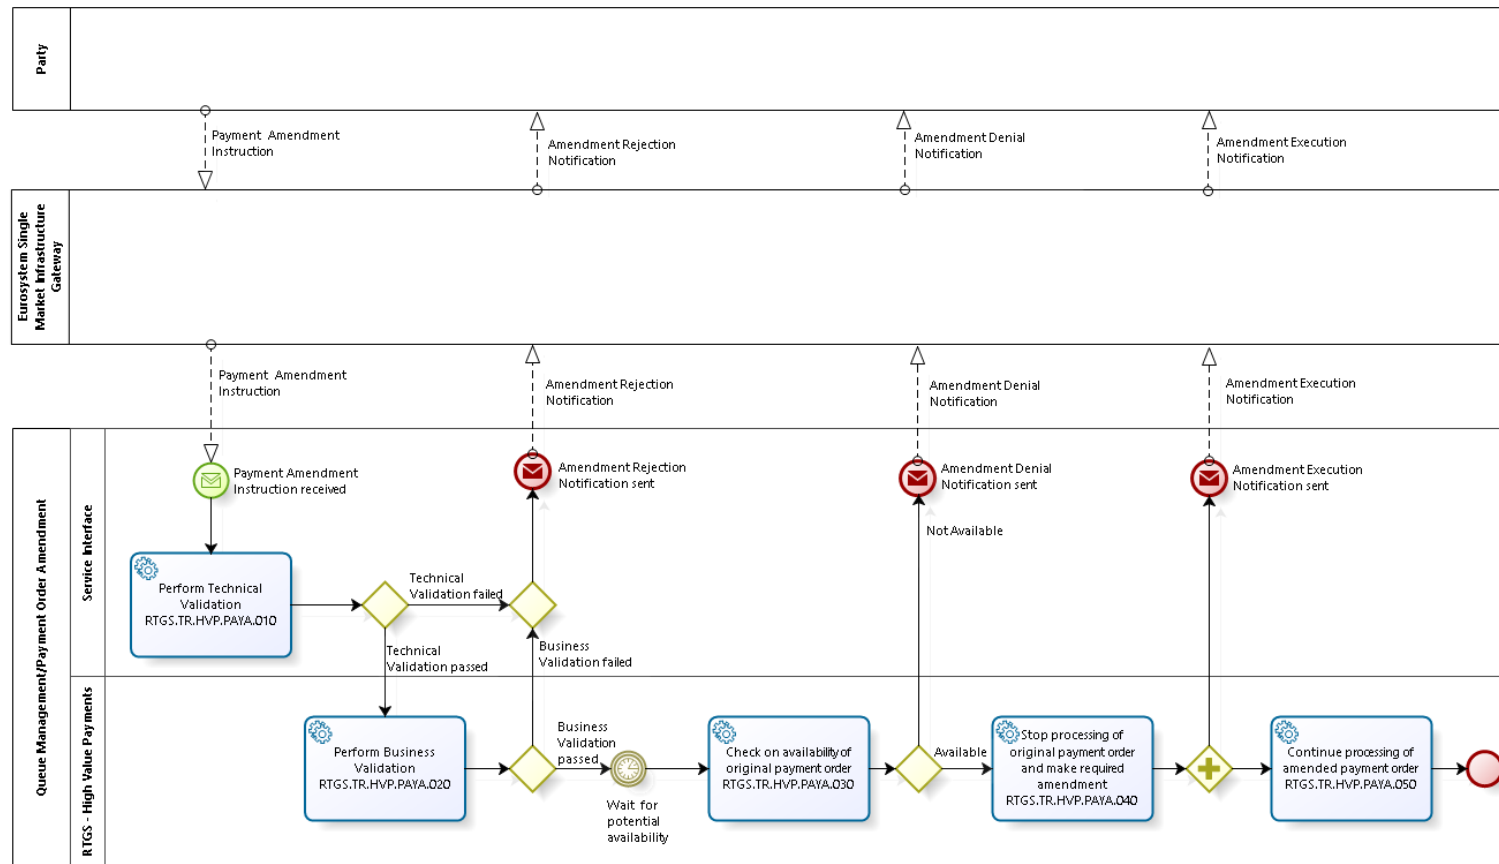 Party
Payment Amendment
Instruction
Amendment Rejection
Notification
Amendment Denial
Notification
Amendment Execution
Notification
Eurosystem Single
Market Infrastructure
Gateway
Payment Amendment
Instruction
Amendment Rejection
Notification
Amendment Denial
Notification
Amendment Execution
Notification
Queue Management/Payment Order Amendment
Service Interface
Payment Amendment
Instruction received
Amendment Rejection
Notification sent
Amendment Denial
Notification sent
Amendment Execution
Notification sent
Not Available
Perform Technical
Validation
RTGS.TR.HVP.PAYA.010
Technical
Validation failed
Technical
Validation passed
Business
Validation failed
RTGS - High Value Payments
Perform Business
Validation
RTGS.TR.HVP.PAYA.020
Business
Validation
passed
Wait for
potential
availability
Check on availability of
original payment order
RTGS.TR.HVP.PAYA.030
Available
Stop processing of
original payment order
and make required
amendment
RTGS.TR.HVP.PAYA.040
Continue processing of
amended payment order
RTGS.TR.HVP.PAYA.050